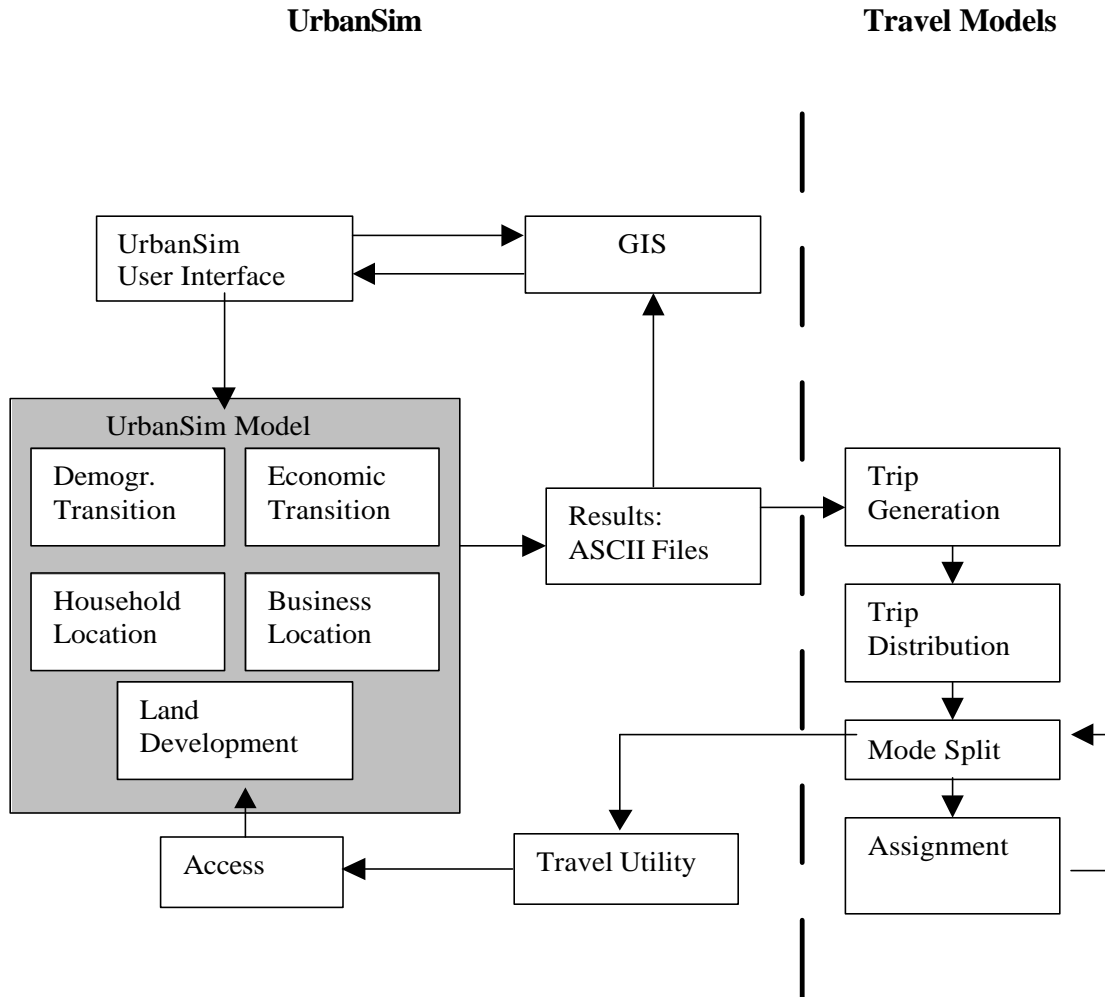 UrbanSim
Travel Models
UrbanSim
User Interface
GIS
UrbanSim Model
Demogr.
Transition
Economic
Transition
Household
Location
Business
Location
Land
Development
Results:
ASCII Files
Trip
Generation
Trip
Distribution
Mode Split
Assignment
Travel Utility
Access